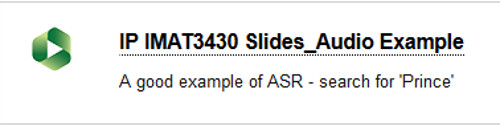 IP IMAT3430 Slides_Audio Example
A good example of ASR - search for 'Prince'